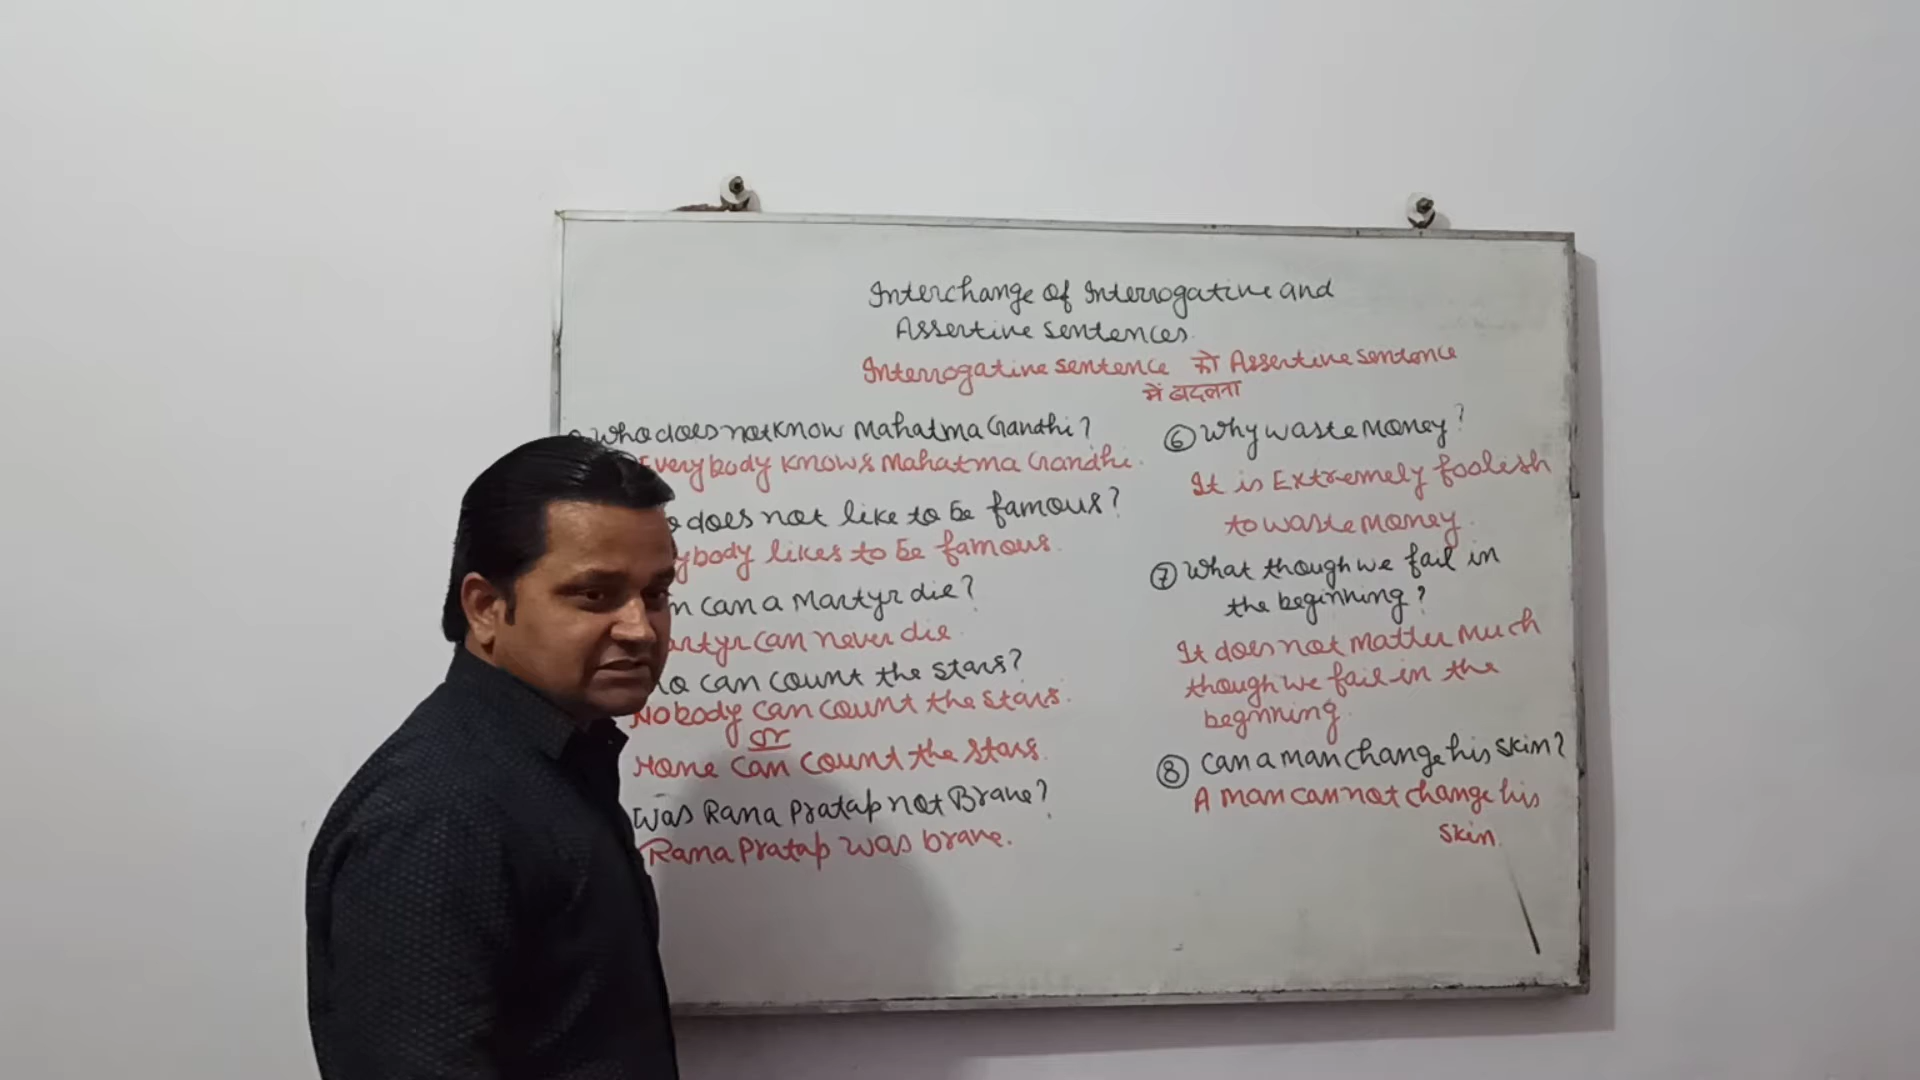 Interchange of Interrogative and
Assertive sentences.
Interrogative sentence को Assertive sentence
में बदलना
Who does not know Mahatma Gandhi?
Everybody knows Mahatma Gandhi.
does not like to be famous?
likes to be famous.
can a Martyr die?
can never die.
can count the stars?
Nobody can count the stars.
or
None can count the stars.
Was Rana Pratap not Brave?
Rana Pratap was brave.
⑥ Why waste Money?
It is Extremely foolish
to waste Money.
⑦ What though we fail in
the beginning?
It does not matter Much
though we fail in the
beginning.
⑧ Can a man change his skin?
A man cannot change his
skin.